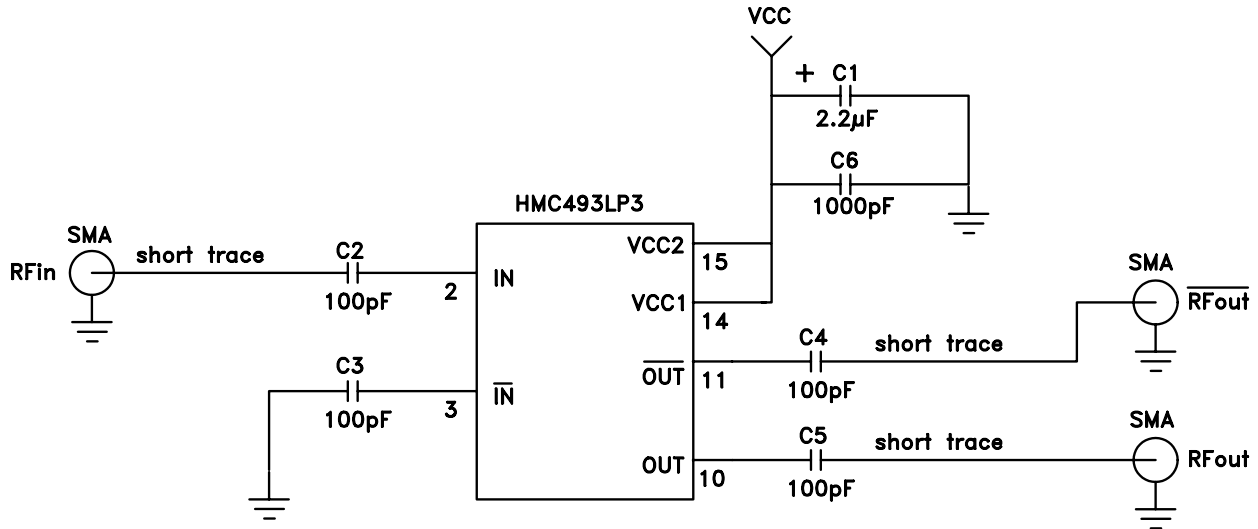 VCC
+ C1
2.2µF
C6
1000pF
HMC493LP3
SMA
RFin
short trace
C2
100pF
2
IN
C3
100pF
3
IN
VCC2
15
VCC1
14
OUT
11
C4
100pF
short trace
SMA
RFout
OUT
10
C5
100pF
short trace
SMA
RFout